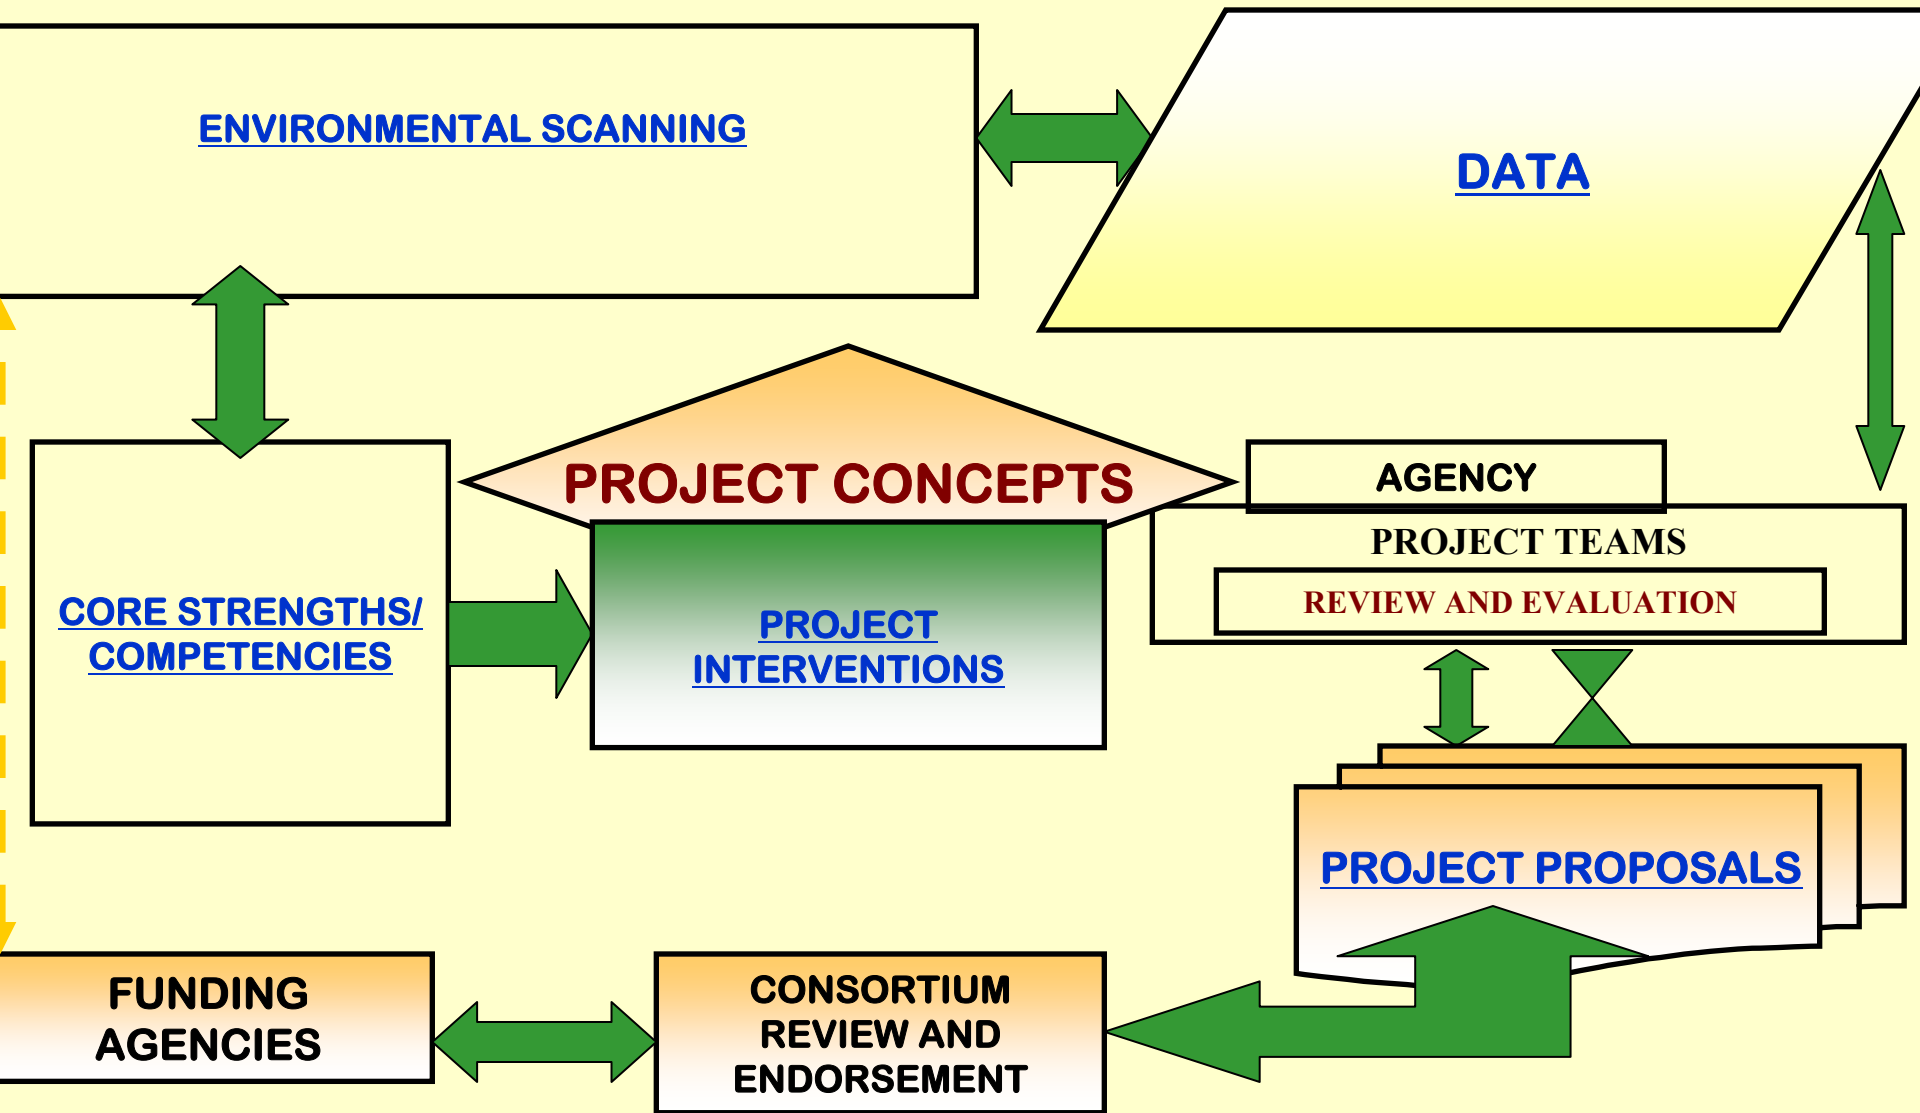 ENVIRONMENTAL SCANNING
DATA
PROJECT CONCEPTS
AGENCY
PROJECT TEAMS
REVIEW AND EVALUATION
CORE STRENGTHS/
COMPETENCIES
PROJECT
INTERVENTIONS
PROJECT PROPOSALS
FUNDING
AGENCIES
CONSORTIUM
REVIEW AND
ENDORSEMENT